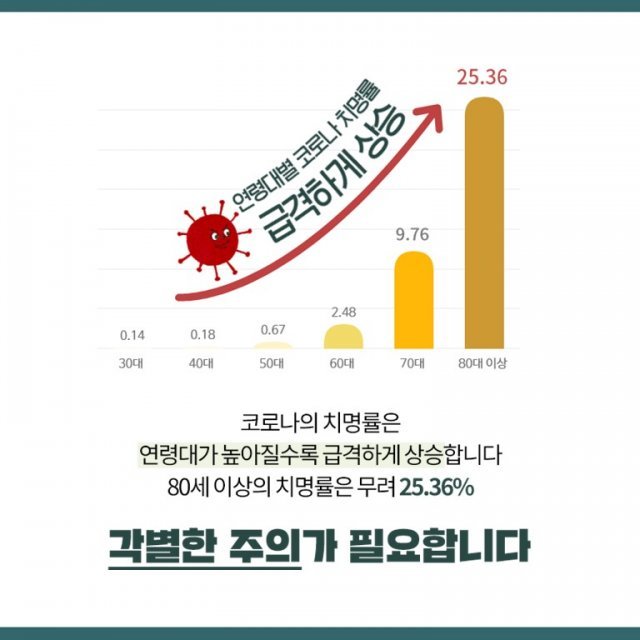 연령대별 코로나 치명률
급격하게 상승
25.36
9.76
2.48
0.67
0.18
0.14
30대 40대 50대 60대 70대 80대 이상
코로나의 치명률은
연령대가 높아질수록 급격하게 상승합니다
80세 이상의 치명률은 무려 25.36%
각별한 주의가 필요합니다